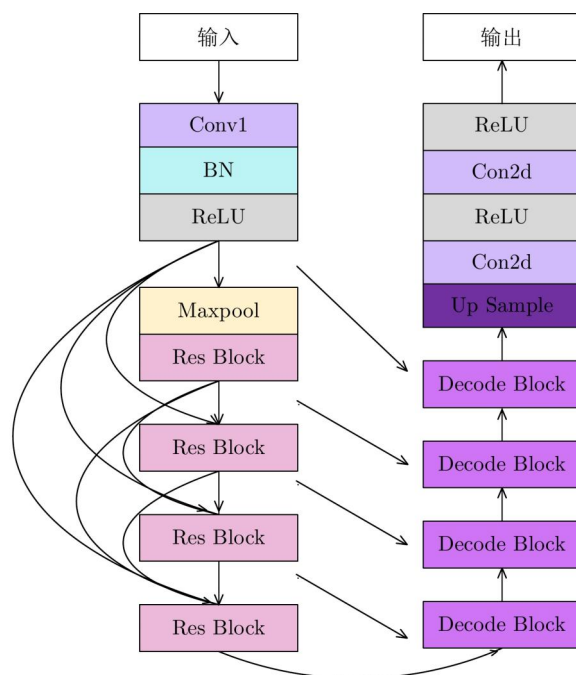 输入
Conv1
BN
ReLU
Maxpool
Res Block
Res Block
Res Block
Res Block
输出
ReLU
Con2d
ReLU
Con2d
Up Sample
Decode Block
Decode Block
Decode Block
Decode Block